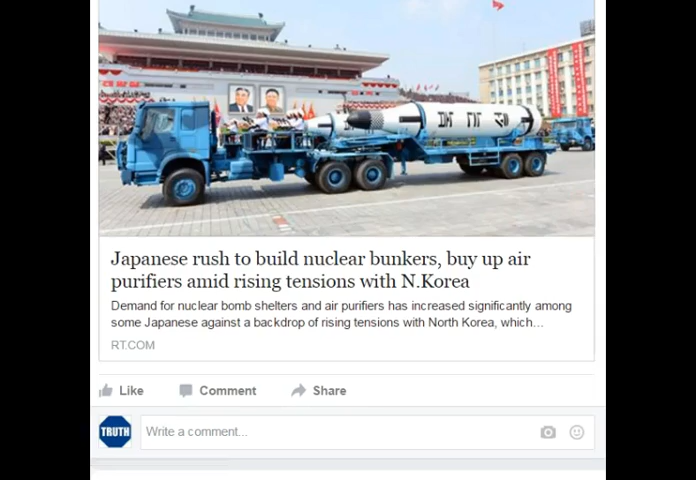 Japanese rush to build nuclear bunkers, buy up air
purifiers amid rising tensions with N.Korea
Demand for nuclear bomb shelters and air purifiers has increased significantly among
some Japanese against a backdrop of rising tensions with North Korea, which...
RT.COM
Like Comment Share
TRUTH Write a comment...